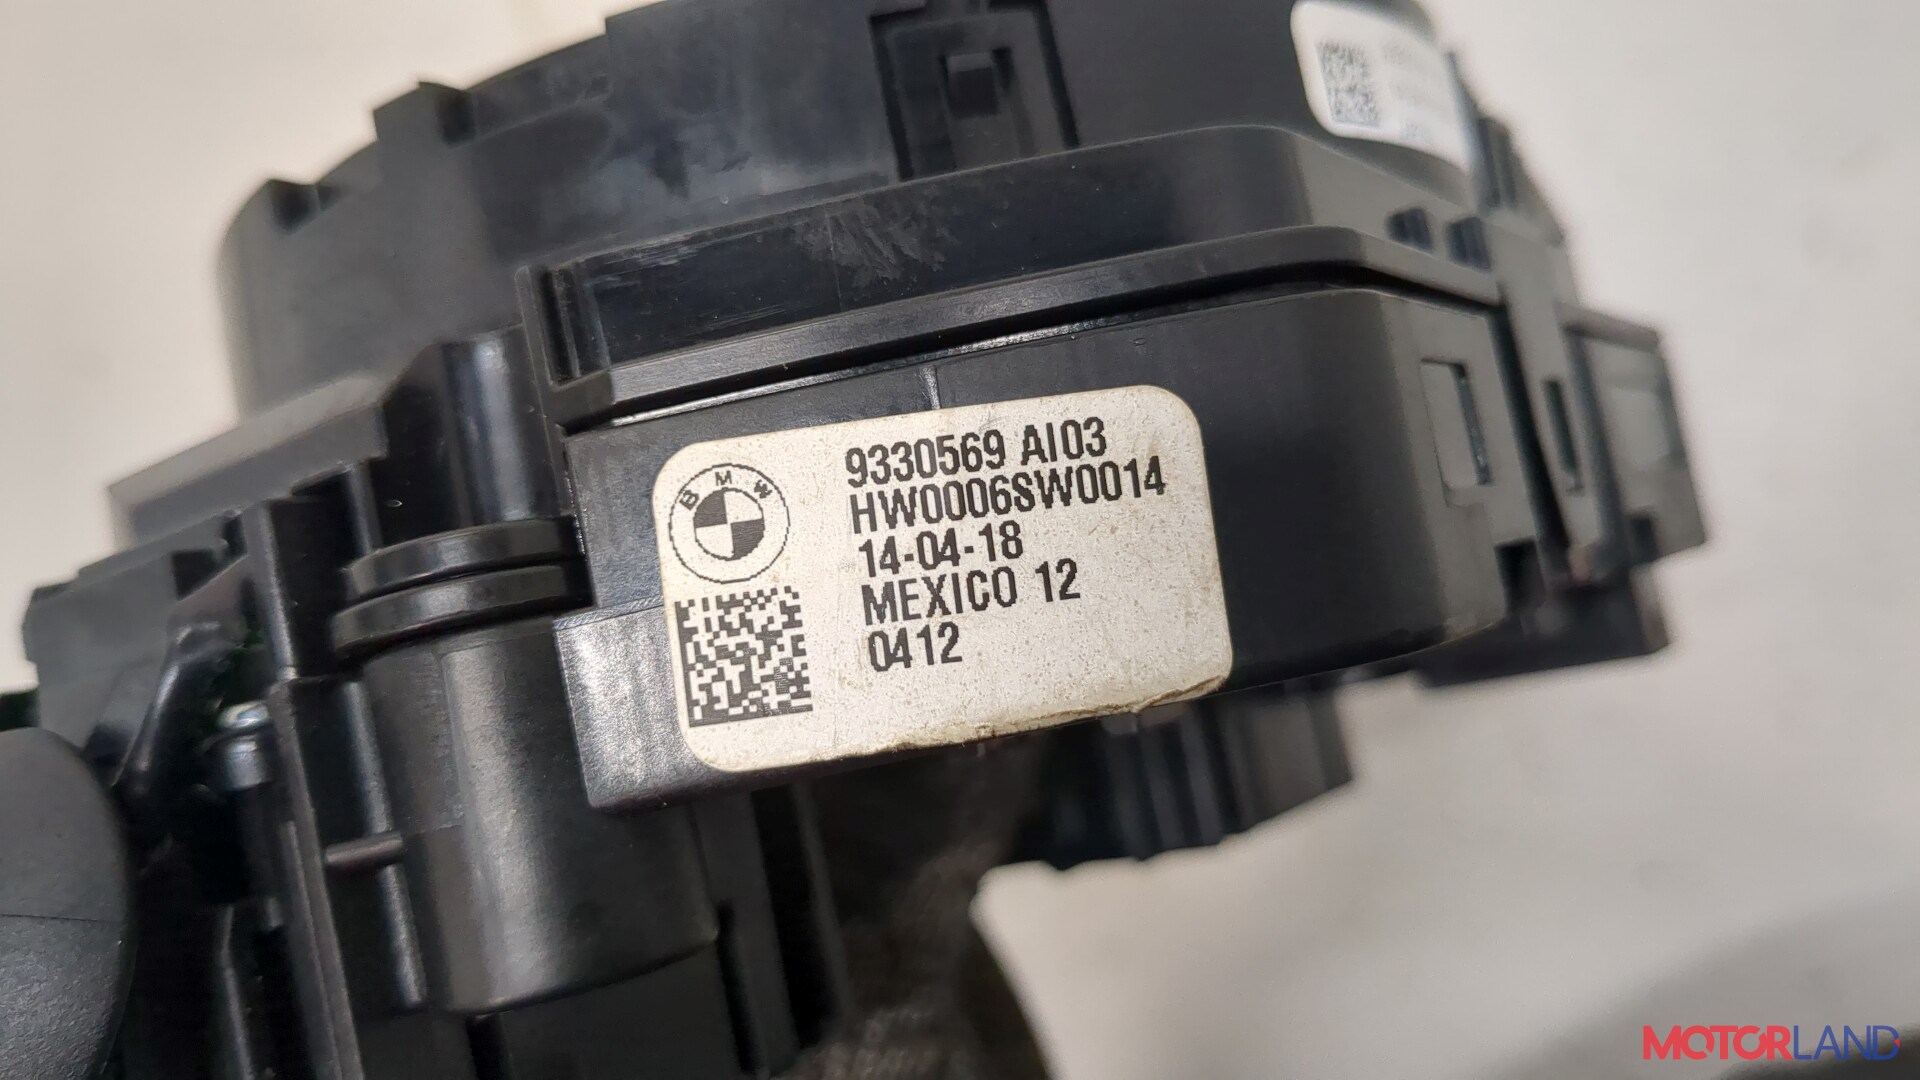 BMW
9330569 AI03
HW0006SW0014
14-04-18
MEXICO 12
0412
MOTORLAND